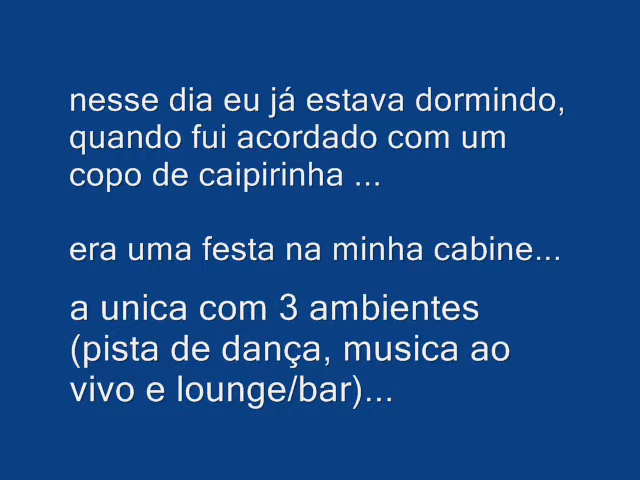 nesse dia eu já estava dormindo,
quando fui acordado com um
copo de caipirinha ...
era uma festa na minha cabine...
a unica com 3 ambientes
(pista de dança, musica ao
vivo e lounge/bar)...